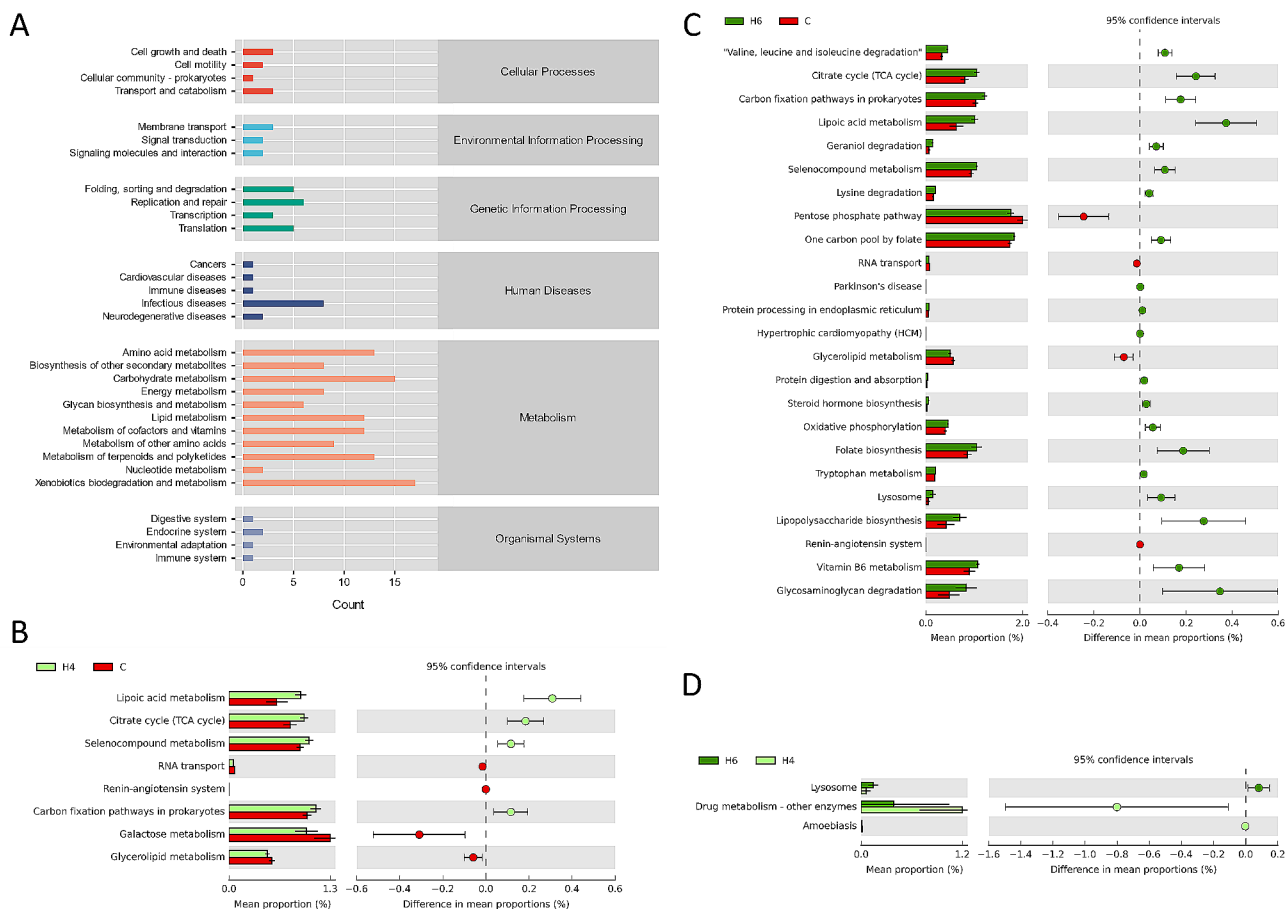 A
Cell growth and death
Cell motility
Cellular community - prokaryotes
Transport and catabolism
Cellular Processes
Membrane transport
Signal transduction
Signaling molecules and interaction
Environmental Information Processing
Folding, sorting and degradation
Replication and repair
Transcription
Translation
Genetic Information Processing
Cancers
Cardiovascular diseases
Immune diseases
Infectious diseases
Neurodegenerative diseases
Human Diseases
Amino acid metabolism
Biosynthesis of other secondary metabolites
Carbohydrate metabolism
Energy metabolism
Glycan biosynthesis and metabolism
Lipid metabolism
Metabolism of cofactors and vitamins
Metabolism of other amino acids
Metabolism of terpenoids and polyketides
Nucleotide metabolism
Xenobiotics biodegradation and metabolism
Metabolism
Digestive system
Endocrine system
Environmental adaptation
Immune system
Organismal Systems
0 5 10 15
Count
B
H4 C
95% confidence intervals
Lipoic acid metabolism
Citrate cycle (TCA cycle)
Selenocompound metabolism
RNA transport
Renin-angiotensin system
Carbon fixation pathways in prokaryotes
Galactose metabolism
Glycerolipid metabolism
0.0 1.3 −0.6 −0.4 −0.2 0.0 0.2 0.4 0.6
Mean proportion (%) Difference in mean proportions (%)
C
H6 C
95% confidence intervals
"Valine, leucine and isoleucine degradation"
Citrate cycle (TCA cycle)
Carbon fixation pathways in prokaryotes
Lipoic acid metabolism
Geraniol degradation
Selenocompound metabolism
Lysine degradation
Pentose phosphate pathway
One carbon pool by folate
RNA transport
Parkinson's disease
Protein processing in endoplasmic reticulum
Hypertrophic cardiomyopathy (HCM)
Glycerolipid metabolism
Protein digestion and absorption
Steroid hormone biosynthesis
Oxidative phosphorylation
Folate biosynthesis
Tryptophan metabolism
Lysosome
Lipopolysaccharide biosynthesis
Renin-angiotensin system
Vitamin B6 metabolism
Glycosaminoglycan degradation
0.0 2.0 −0.4 −0.2 0.0 0.2 0.4 0.6
Mean proportion (%) Difference in mean proportions (%)
D
H6 H4
95% confidence intervals
Lysosome
Drug metabolism - other enzymes
Amoebiasis
0.0 1.2 −1.6 −1.4 −1.2 −1.0 −0.8 −0.6 −0.4 −0.2 0.0 0.2
Mean proportion (%) Difference in mean proportions (%)